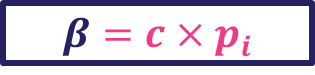 β = c × pᵢ